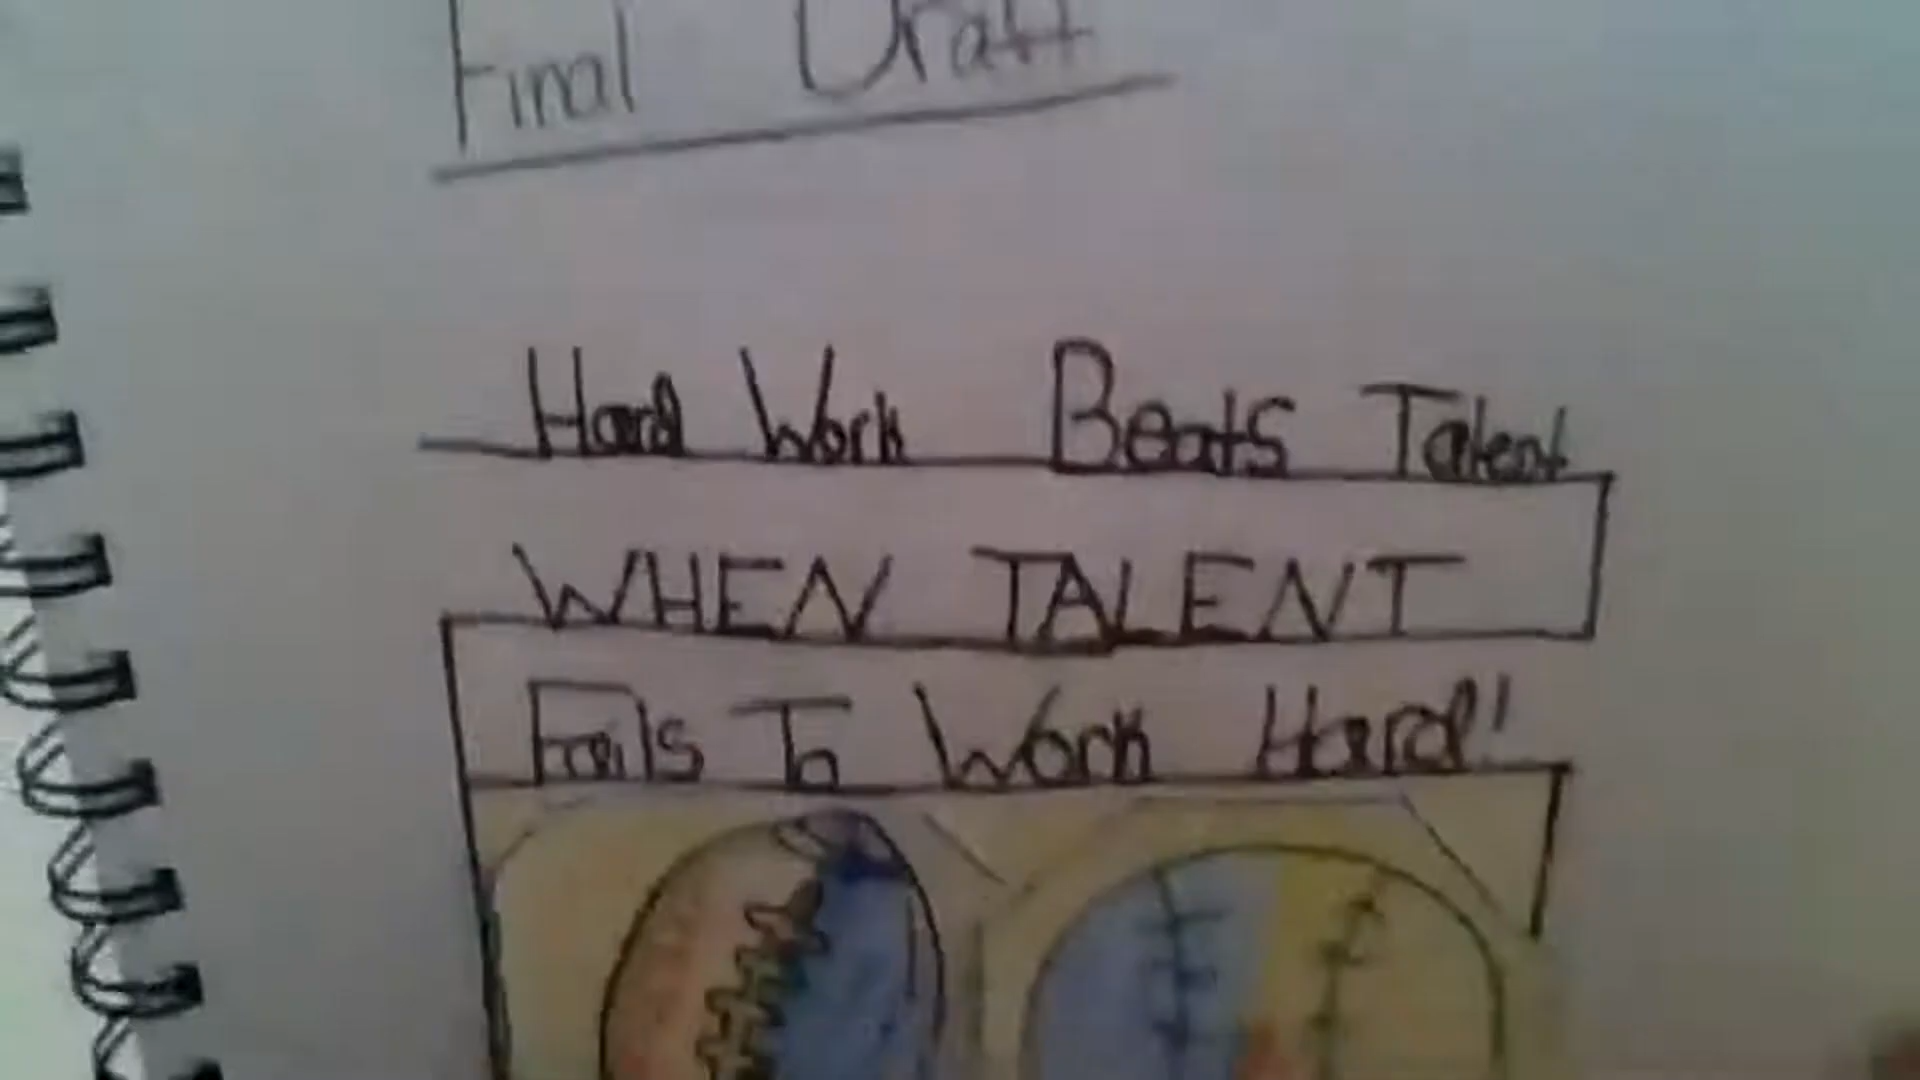 Final Draft
Hard Work Beats Talent
WHEN TALENT
Fails To Work Hard!